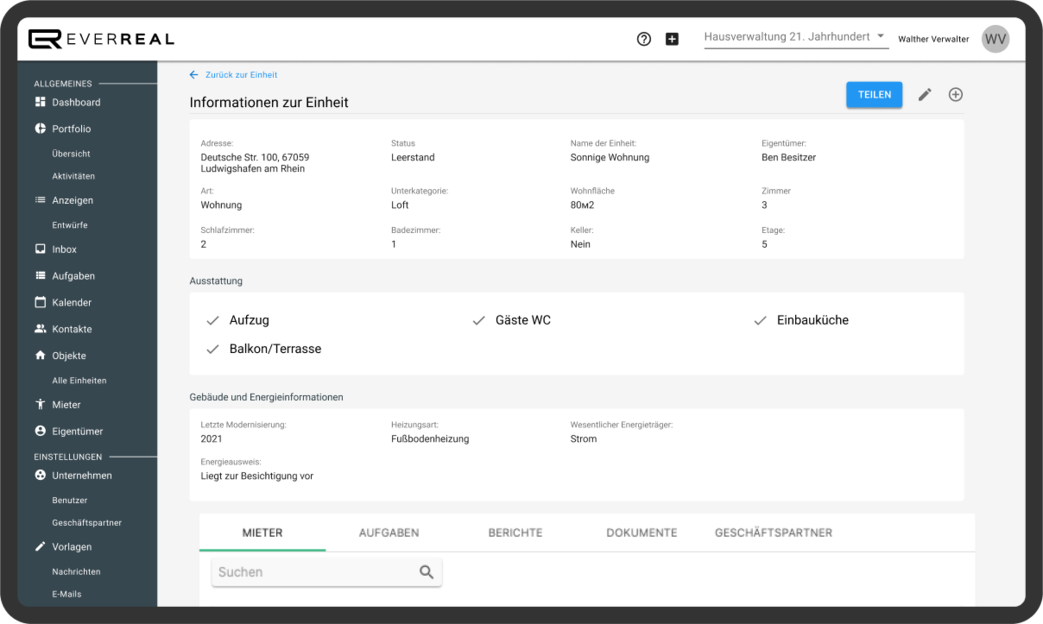 EVERREAL
Hausverwaltung 21. Jahrhundert
Walther Verwalter
WV
ALLGEMEINES
Dashboard
Portfolio
Übersicht
Aktivitäten
Anzeigen
Entwürfe
Inbox
Aufgaben
Kalender
Kontakte
Objekte
Alle Einheiten
Mieter
Eigentümer
EINSTELLUNGEN
Unternehmen
Benutzer
Geschäftspartner
Vorlagen
Nachrichten
E-Mails
Zurück zur Einheit
Informationen zur Einheit
TEILEN
Adresse:
Deutsche Str. 100, 67059
Ludwigshafen am Rhein
Status
Leerstand
Name der Einheit:
Sonnige Wohnung
Eigentümer:
Ben Besitzer
Art:
Wohnung
Unterkategorie:
Loft
Wohnfläche
80м2
Zimmer
3
Schlafzimmer:
2
Badezimmer:
1
Keller:
Nein
Etage:
5
Ausstattung
Aufzug
Gäste WC
Einbauküche
Balkon/Terrasse
Gebäude und Energieinformationen
Letzte Modernisierung:
2021
Heizungsart:
Fußbodenheizung
Wesentlicher Energieträger:
Strom
Energieausweis:
Liegt zur Besichtigung vor
MIETER
AUFGABEN
BERICHTE
DOKUMENTE
GESCHÄFTSPARTNER
Suchen